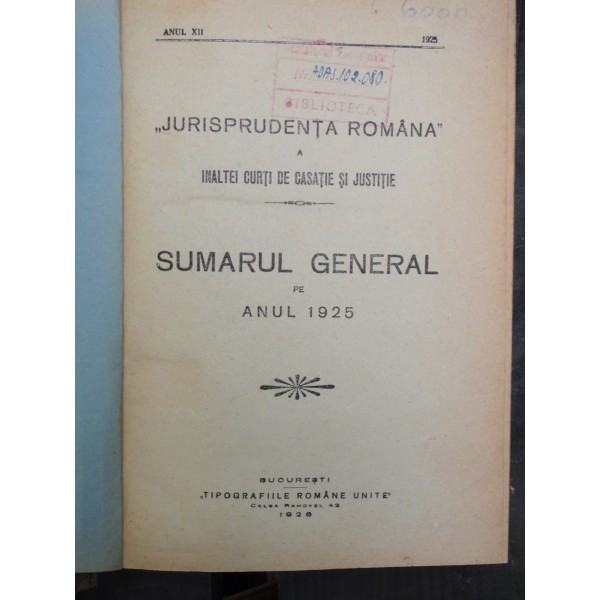 6000
ANUL XII 1925
BIBLIOTECA
„JURISPRUDENȚA ROMÂNA"
A
INALTEI CURȚI DE CASAȚIE ȘI JUSTIȚIE
SUMARUL GENERAL
PE
ANUL 1925
BUCUREȘTI
„TIPOGRAFIILE ROMÂNE UNITE"
CALEA RAHOVEI, 42
1926